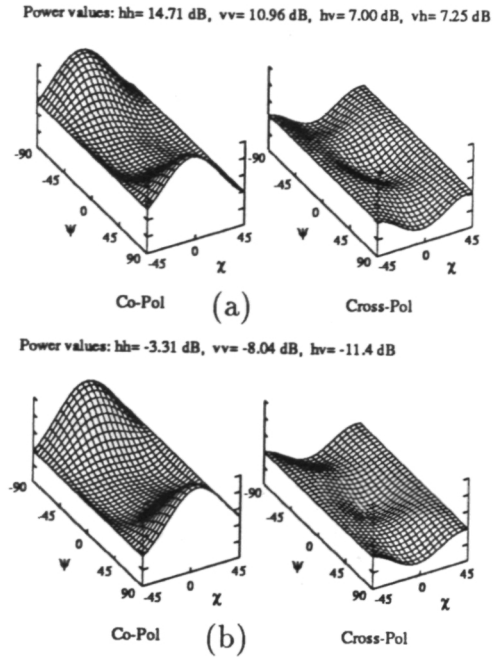 Power values: hh= 14.71 dB, vv= 10.96 dB, hv= 7.00 dB, vh= 7.25 dB
-90
-45
0
45
90
Ψ
-45
0
45
χ
-90
-45
0
45
90
Ψ
-45
0
45
χ
Co-Pol
(a)
Cross-Pol
Power values: hh= -3.31 dB, vv= -8.04 dB, hv= -11.4 dB
-90
-45
0
45
90
Ψ
-45
0
45
χ
-90
-45
0
45
90
Ψ
-45
0
45
χ
Co-Pol
(b)
Cross-Pol